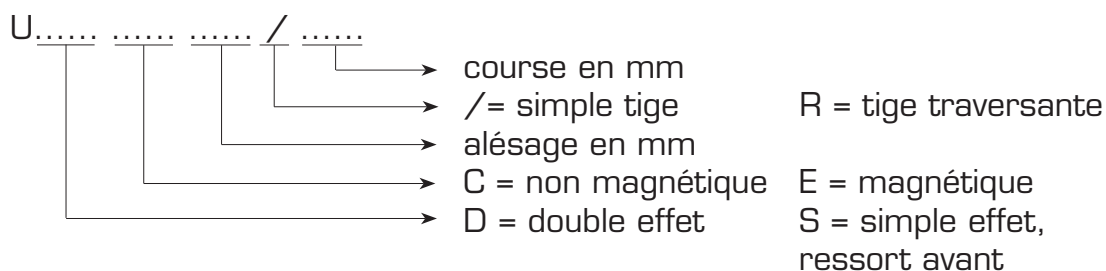 U...... ...... ...... / ......
course en mm
/= simple tige R = tige traversante
alésage en mm
C = non magnétique E = magnétique
D = double effet S = simple effet,
ressort avant